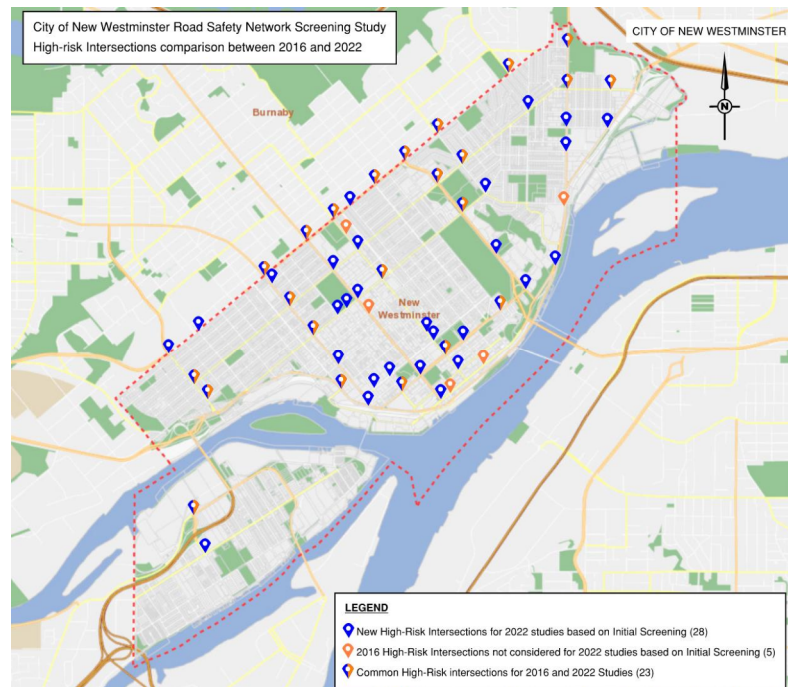 City of New Westminster Road Safety Network Screening Study
High-risk Intersections comparison between 2016 and 2022
CITY OF NEW WESTMINSTER
N
Burnaby
New
Westminster
LEGEND
New High-Risk Intersections for 2022 studies based on Initial Screening (28)
2016 High-Risk Intersections not considered for 2022 studies based on Initial Screening (5)
Common High-Risk intersections for 2016 and 2022 Studies (23)